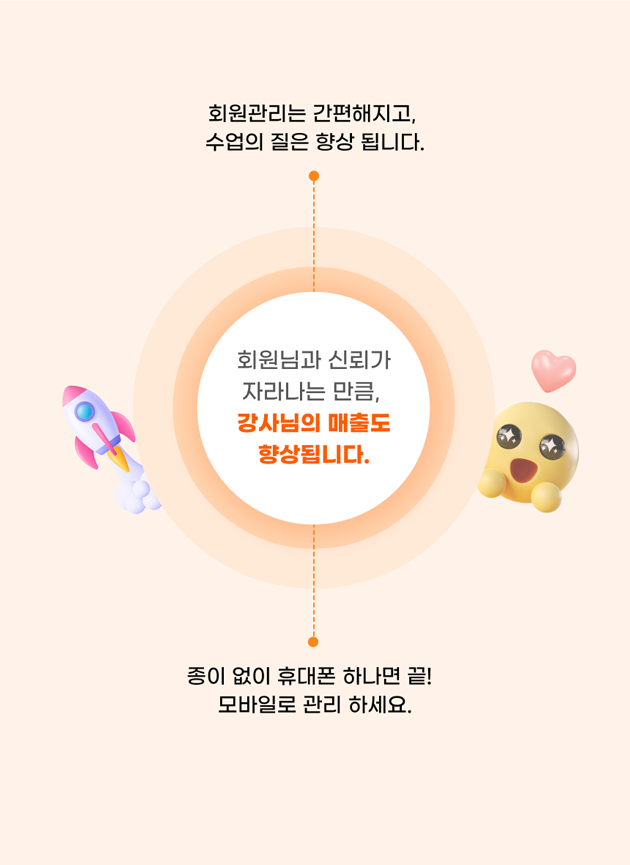 회원관리는 간편해지고,
수업의 질은 향상 됩니다.
회원님과 신뢰가
자라나는 만큼,
강사님의 매출도
향상됩니다.
종이 없이 휴대폰 하나면 끝!
모바일로 관리 하세요.